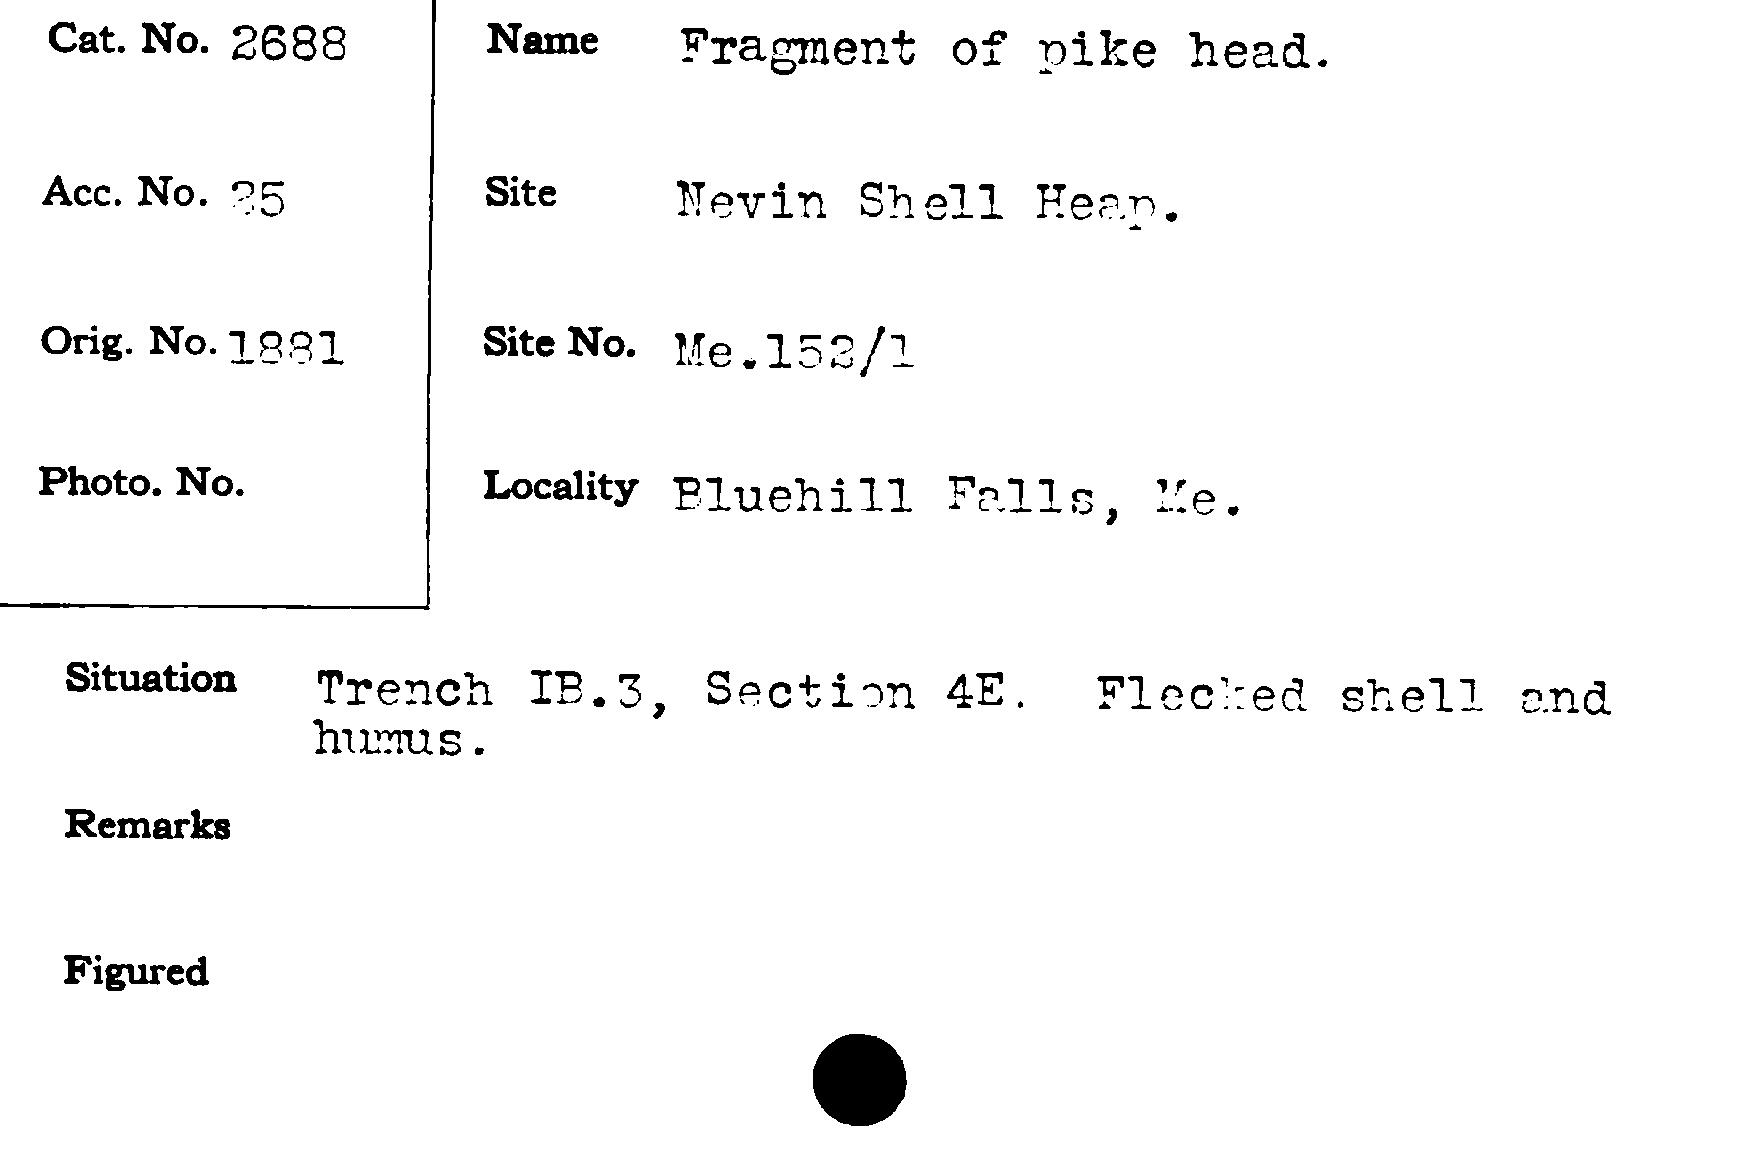 Cat. No. 2688
Name Fragment of pike head.
Acc. No. 35
Site Nevin Shell Heap.
Orig. No. 1881
Site No. Me.152/1
Photo. No.
Locality Bluehill Falls, Me.
Situation Trench IB.3, Section 4E. Flecked shell and
humus.
Remarks
Figured